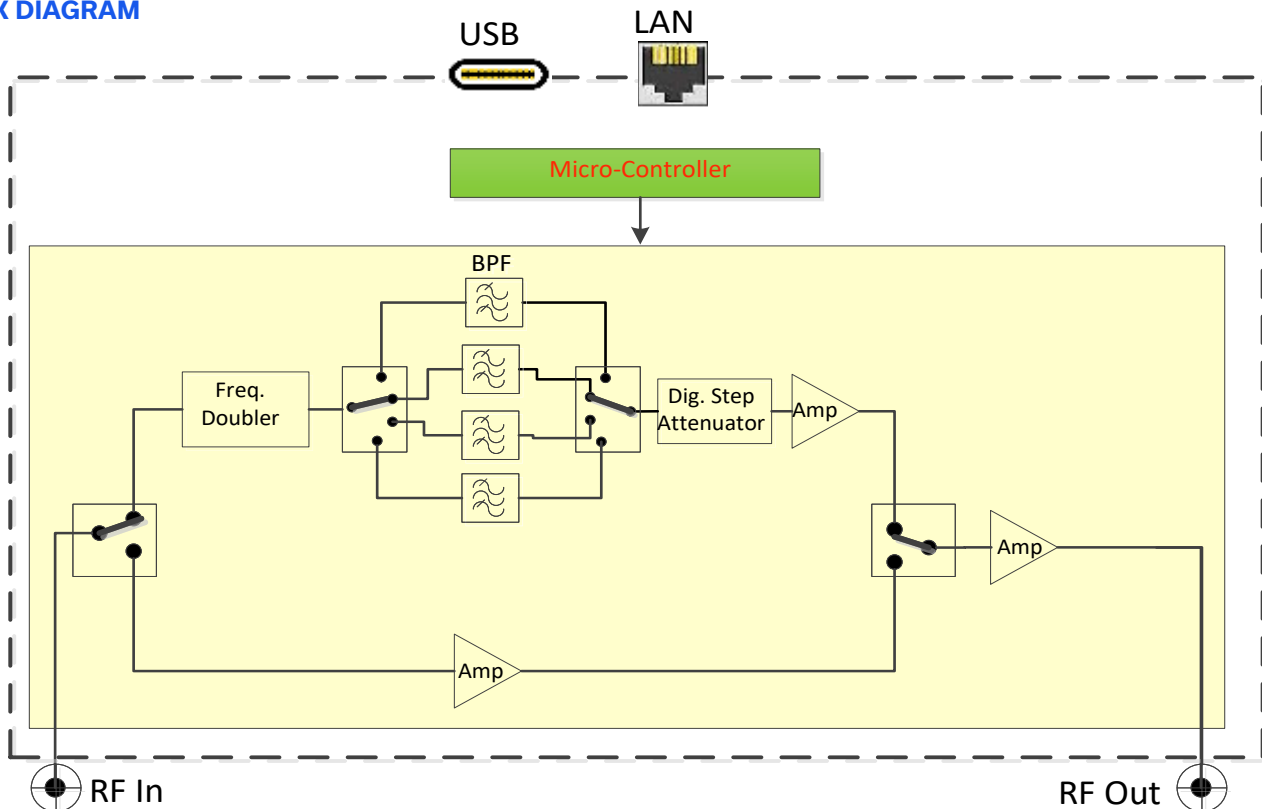 DIAGRAM
USB
LAN
Micro-Controller
BPF
Freq.
Doubler
Dig. Step
Attenuator
Amp
Amp
Amp
RF In
RF Out